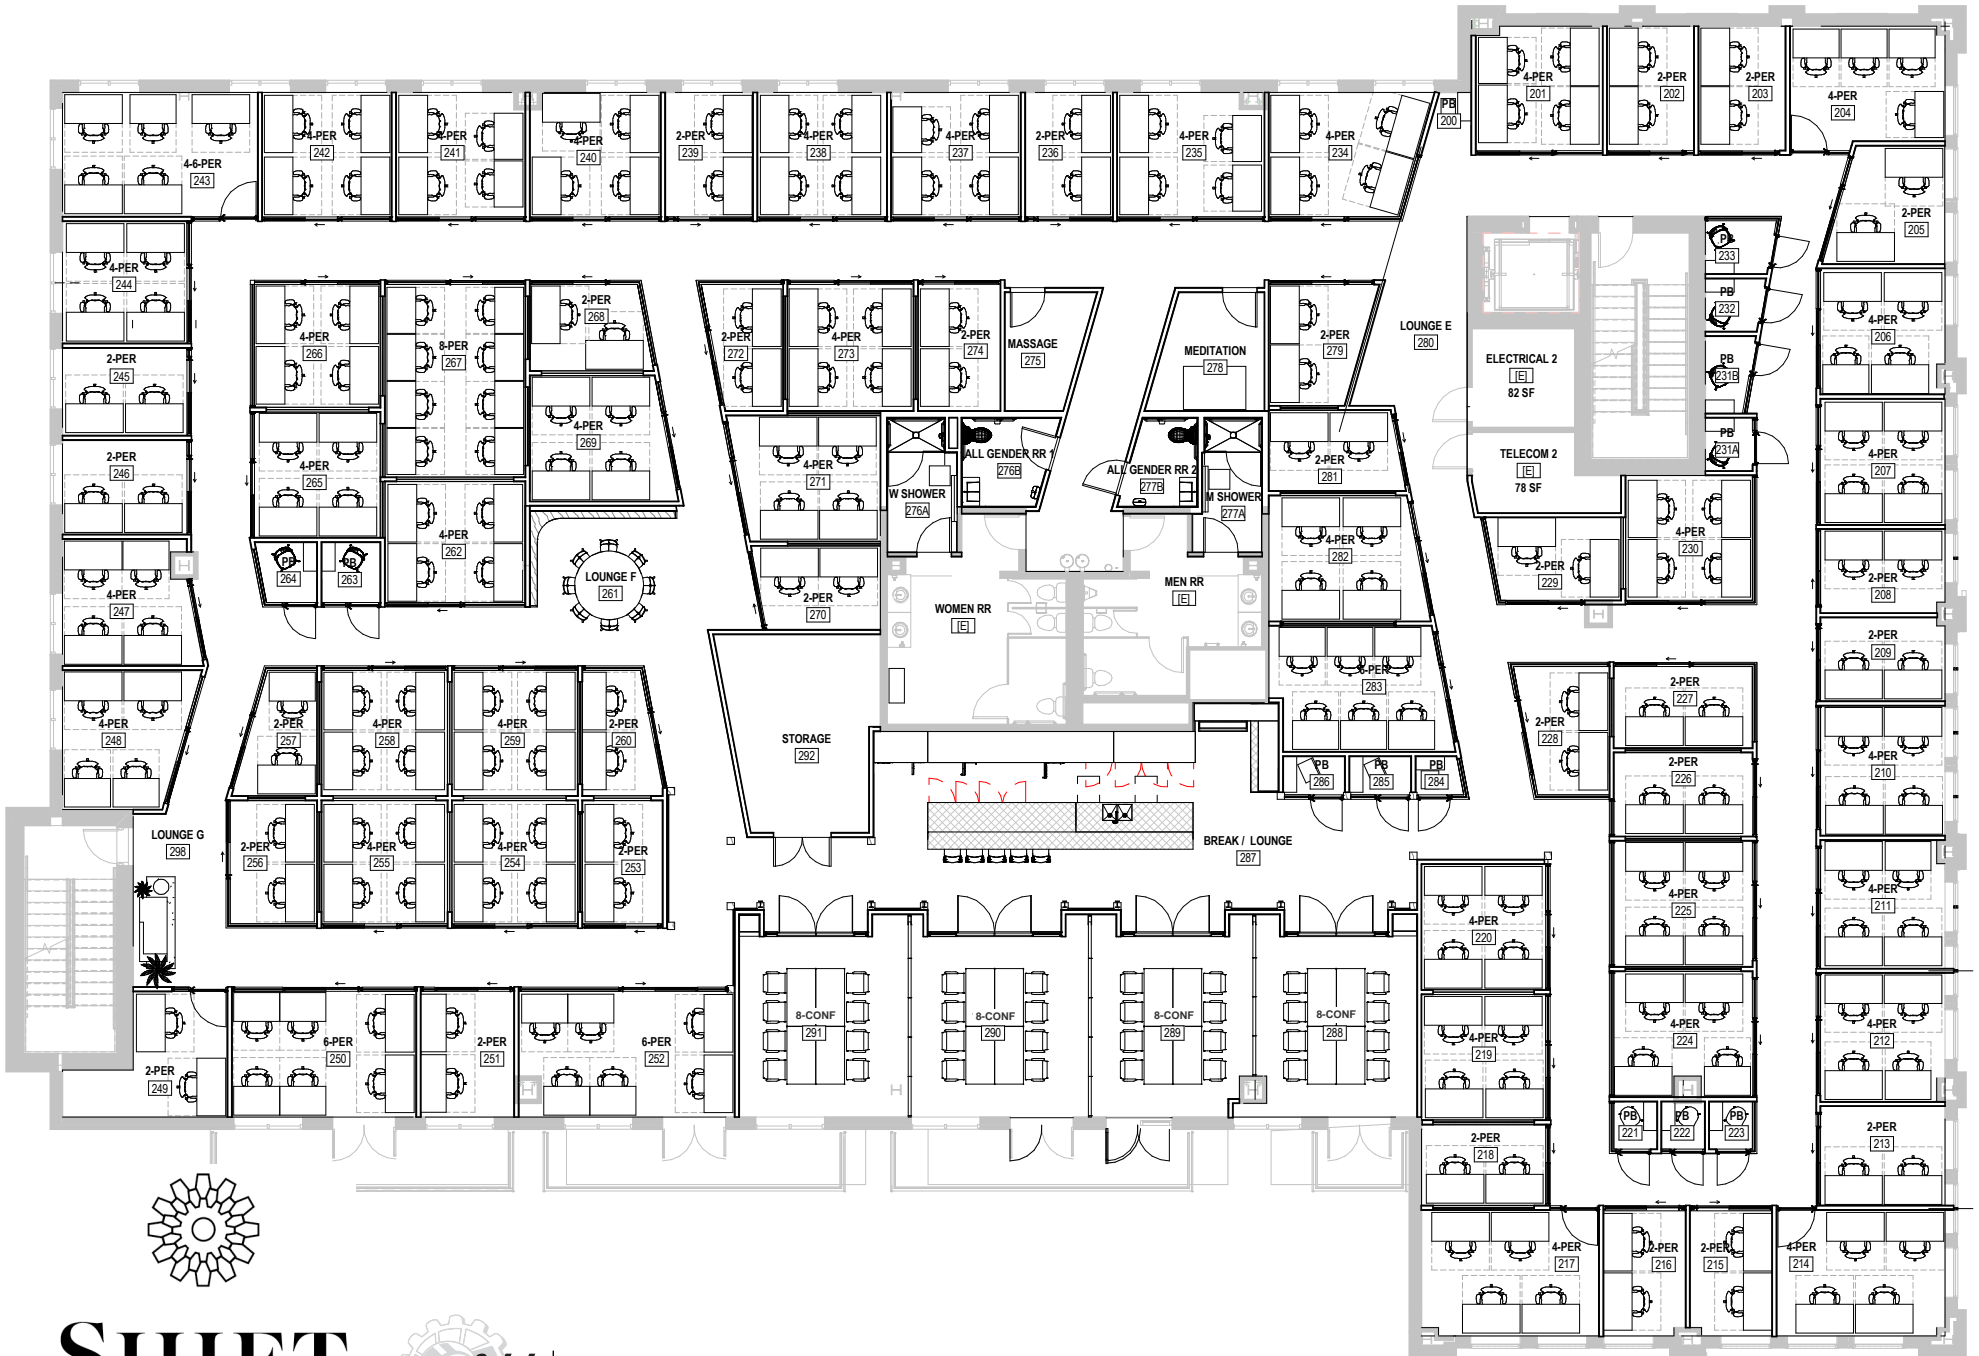 4-PER
201
2-PER
202
2-PER
203
4-PER
204
PB
200
4-6-PER
243
4-PER
242
4-PER
241
4-PER
240
2-PER
239
4-PER
238
4-PER
237
2-PER
236
4-PER
235
4-PER
234
2-PER
205
4-PER
244
PB
233
PB
232
PB
231B
PB
231A
4-PER
206
2-PER
245
4-PER
266
8-PER
267
2-PER
268
2-PER
272
4-PER
273
2-PER
274
MASSAGE
275
MEDITATION
278
2-PER
279
LOUNGE E
280
ELECTRICAL 2
[E]
82 SF
TELECOM 2
[E]
78 SF
4-PER
207
2-PER
246
4-PER
265
4-PER
269
4-PER
271
W SHOWER
276A
ALL GENDER RR 1
276B
ALL GENDER RR 2
277B
M SHOWER
277A
2-PER
281
4-PER
262
4-PER
282
4-PER
230
2-PER
229
2-PER
208
4-PER
247
PB
264
PB
263
LOUNGE F
261
2-PER
270
WOMEN RR
[E]
MEN RR
[E]
2-PER
209
4-PER
248
2-PER
257
4-PER
258
4-PER
259
2-PER
260
STORAGE
292
6-PER
283
2-PER
228
2-PER
227
4-PER
210
2-PER
226
PB
286
PB
285
PB
284
LOUNGE G
298
2-PER
256
4-PER
255
4-PER
254
2-PER
253
BREAK / LOUNGE
287
4-PER
220
4-PER
225
4-PER
211
2-PER
249
6-PER
250
2-PER
251
6-PER
252
8-CONF
291
8-CONF
290
8-CONF
289
8-CONF
288
4-PER
219
4-PER
224
4-PER
212
PB
221
PB
222
PB
223
2-PER
218
2-PER
213
4-PER
217
2-PER
216
2-PER
215
4-PER
214
SHIFT